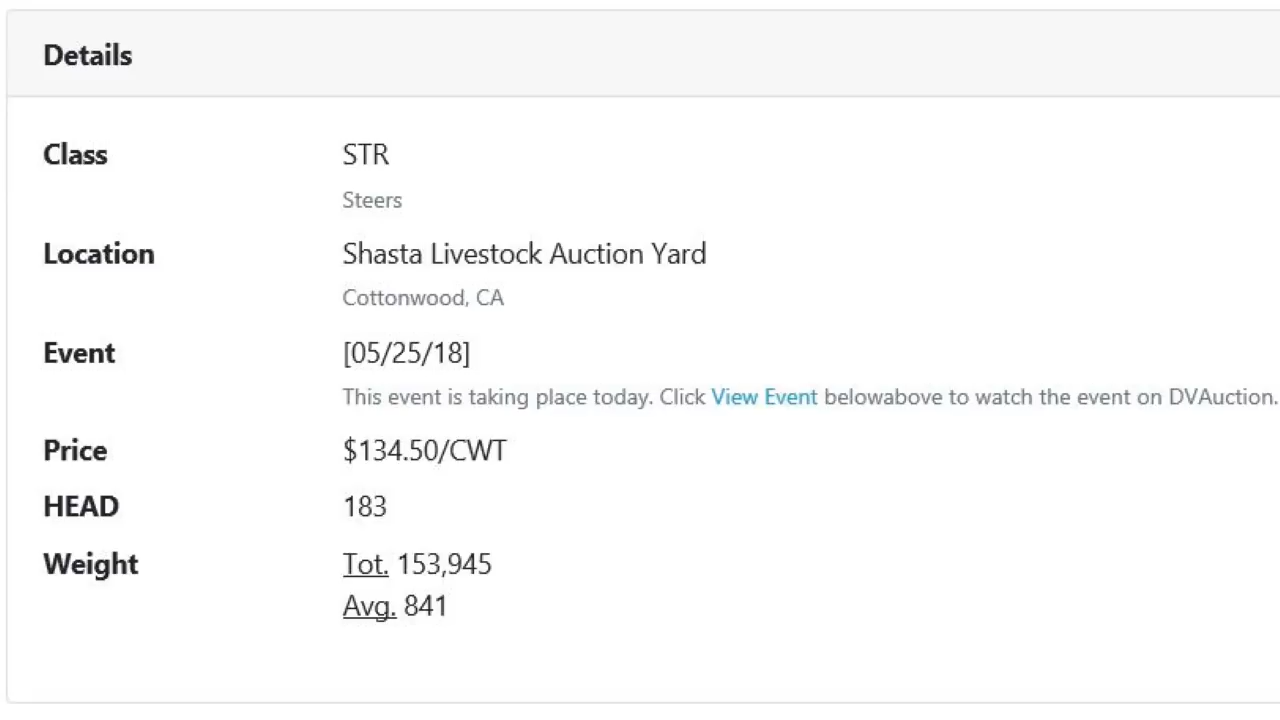 Details
Class STR
Steers
Location Shasta Livestock Auction Yard
Cottonwood, CA
Event [05/25/18]
This event is taking place today. Click View Event belowabove to watch the event on DVAuction.
Price $134.50/CWT
HEAD 183
Weight Tot. 153,945
Avg. 841